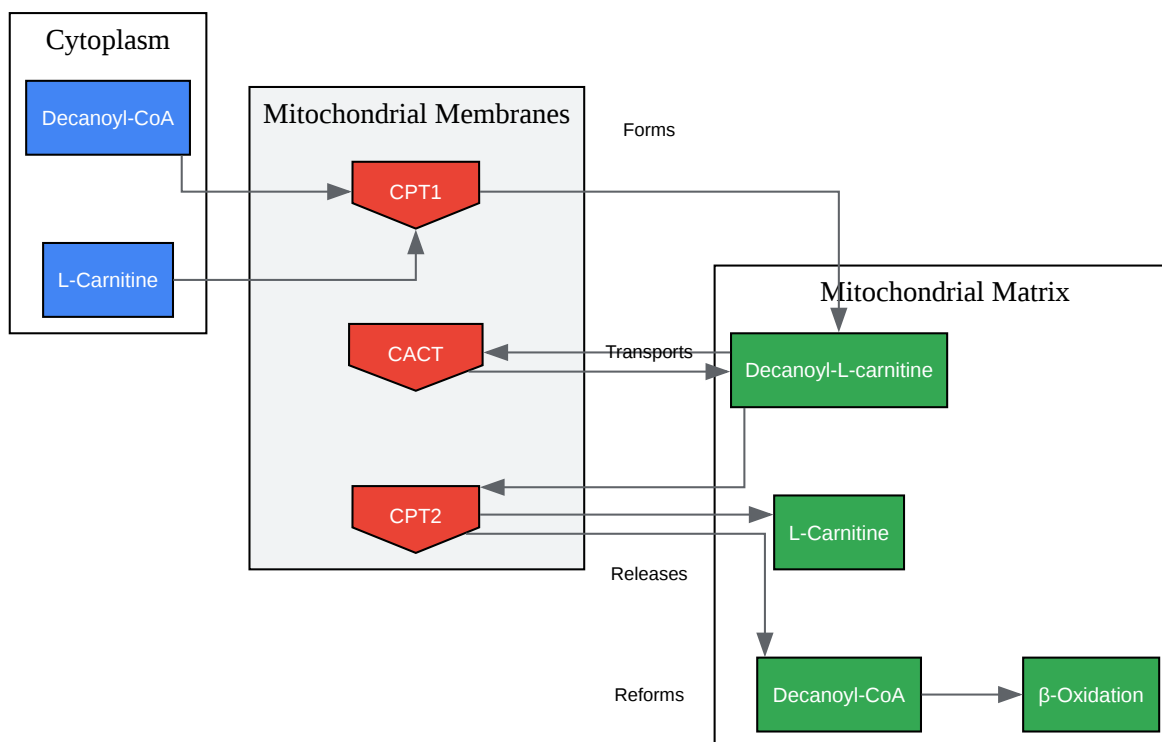 Cytoplasm
Decanoyl-CoA
L-Carnitine
Mitochondrial Membranes
CPT1
CACT
CPT2
Forms
Transports
Releases
Reforms
Mitochondrial Matrix
Decanoyl-L-carnitine
L-Carnitine
Decanoyl-CoA
β-Oxidation